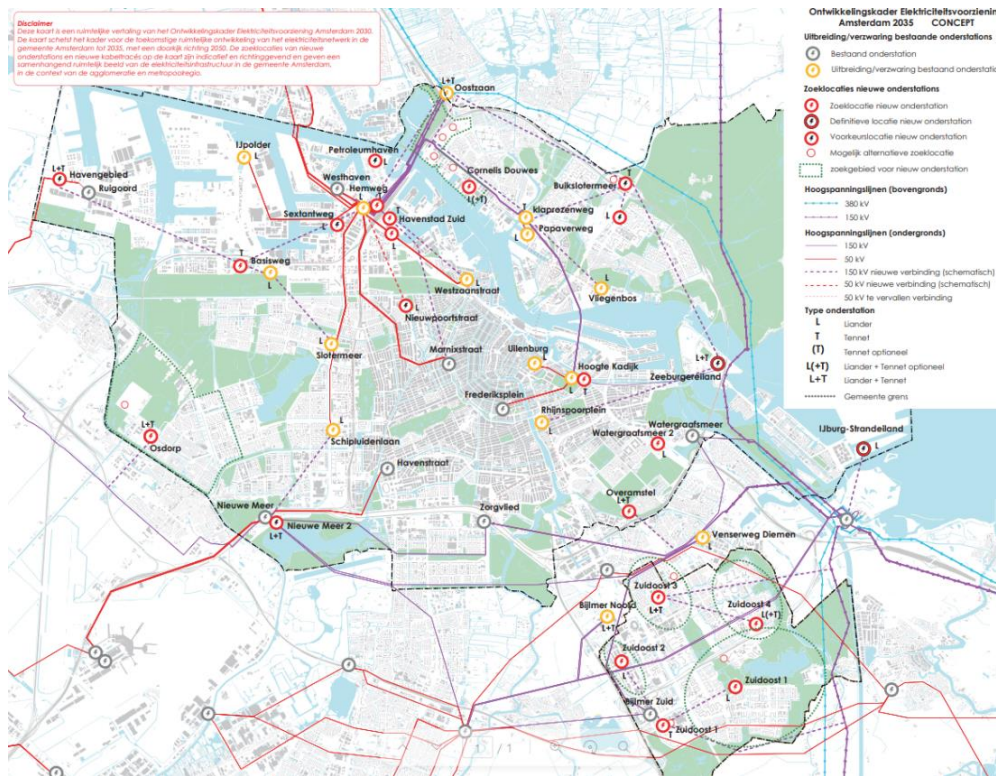 Disclaimer
Deze kaart is een ruimtelijke vertaling van het Ontwikkelingskader Elektriciteitsvoorziening Amsterdam 2030.
De kaart schetst het kader voor de toekomstige ruimtelijke ontwikkeling van het elektriciteitsnetwerk in de
gemeente Amsterdam tot 2035, met een doorkijk richting 2050. De zoeklocaties van nieuwe
onderstations en nieuwe kabeltracés op de kaart zijn indicatief en richtinggevend en geven een
samenhangend ruimtelijk beeld van de elektriciteitsinfrastructuur in de gemeente Amsterdam,
in de context van de agglomeratie en metropoolregio.
Ontwikkelingskader Elektriciteitsvoorzienin
Amsterdam 2035 CONCEPT
Uitbreiding/verzwaring bestaande onderstations
Bestaand onderstation
Uitbreiding/verzwaring bestaand onderstatio
Zoeklocaties nieuwe onderstations
Zoeklocatie nieuw onderstation
Definitieve locatie nieuw onderstation
Voorkeurslocatie nieuw onderstation
Mogelijk alternatieve zoeklocatie
zoekgebied voor nieuw onderstation
Hoogspanningslijnen (bovengronds)
380 kV
150 kV
Hoogspanningslijnen (ondergronds)
150 kV
50 kV
150 kV nieuwe verbinding (schematisch)
50 kV nieuwe verbinding (schematisch)
50 kV te vervallen verbinding
Type onderstation
L Liander
T Tennet
(T) Tennet optioneel
L(+T) Liander + Tennet optioneel
L+T Liander + Tennet
Gemeente grens
L+T
Oostzaan
IJpolder
L
Petroleumhaven
L
L+T
Havengebied
Ruigoord
Westhaven
Hemweg
L
T
Cornelis Douwes
L(+T)
Buikslotermeer
T
L
Sextantweg
L
T
Havenstad Zuid
L
T
klaprozenweg
Papaverweg
L
T
Basisweg
L
Westzaanstraat
L
Vliegenbos
L
Nieuwpoortstraat
L
L
Slotermeer
Marnixstraat
Uilenburg
L
Hoogte Kadijk
L
T
L+T
Zeeburgereiland
Frederiksplein
Rhijnspoorplein
L
L
Schipluidenlaan
L+T
Osdorp
Watergraafsmeer
Watergraafsmeer 2
L
IJburg-Strandeiland
L
Havenstraat
Overamstel
L+T
Nieuwe Meer
Nieuwe Meer 2
L+T
Zorgvlied
Venserweg Diemen
L
Zuidoost 3
L+T
Zuidoost 4
L(+T)
Bijlmer Noord
L+T
Zuidoost 2
L
Zuidoost 1
L
Bijlmer Zuid
Zuidoost 1
T
1 / 1